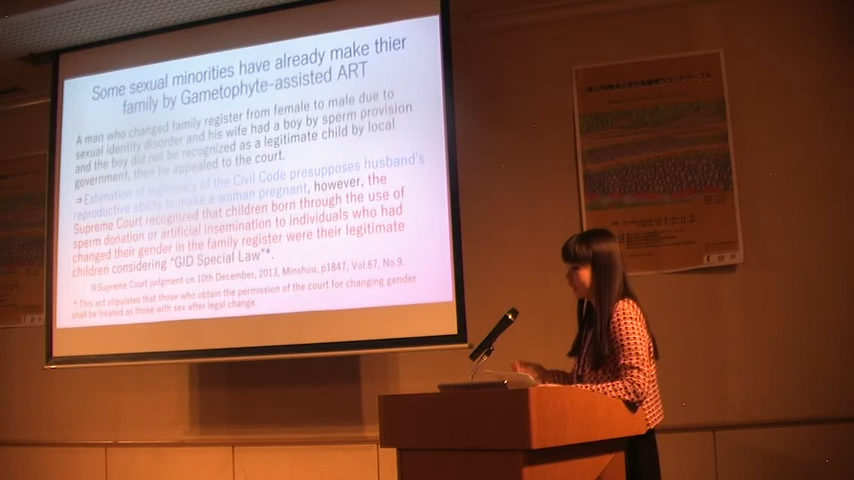 Some sexual minorities have already make thier
family by Gametophyte-assisted ART
A man who changed family register from female to male due to
sexual identity disorder and his wife had a boy by sperm provision
and the boy did not be recognized as a legitimate child by local
government, then he appealed to the court.
⇒Estimation of legitimacy of the Civil Code presupposes husband's
reproductive ability to make a woman pregnant, however, the
Supreme Court recognized that children born through the use of
sperm donation or artificial insemination to individuals who had
changed their gender in the family register were their legitimate
children considering "GID Special Law"*.
※Supreme Court judgment on 10th December, 2013, Minshuu, p1847, Vol.67, No.9.
* This act stipulates that those who obtain the permission of the court for changing gender
shall be treated as those with sex after legal change.